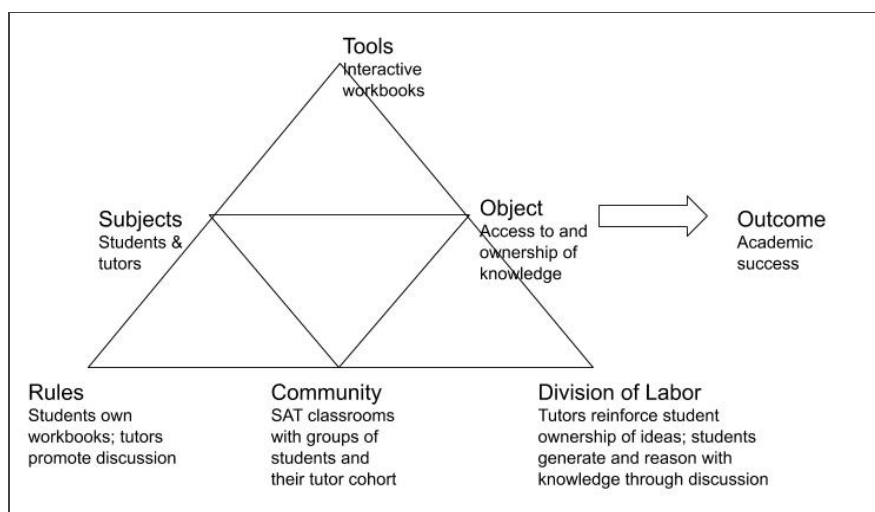 Tools
Interactive
workbooks
Subjects
Students &
tutors
Object
Access to and
ownership of
knowledge
Outcome
Academic
success
Rules
Students own
workbooks; tutors
promote discussion
Community
SAT classrooms
with groups of
students and
their tutor cohort
Division of Labor
Tutors reinforce student
ownership of ideas; students
generate and reason with
knowledge through discussion